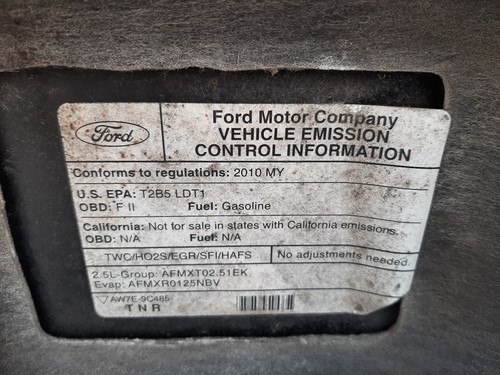 Ford
Ford Motor Company
VEHICLE EMISSION
CONTROL INFORMATION
Conforms to regulations: 2010 MY
U.S. EPA: T2B5 LDT1
OBD: F II Fuel: Gasoline
California: Not for sale in states with California emissions.
OBD: N/A Fuel: N/A
TWC/HO2S/EGR/SFI/HAFS No adjustments needed.
2.5L-Group: AFMXT02.51EK
Evap: AFMXR0125NBV
AW7E-9C485-
T N R